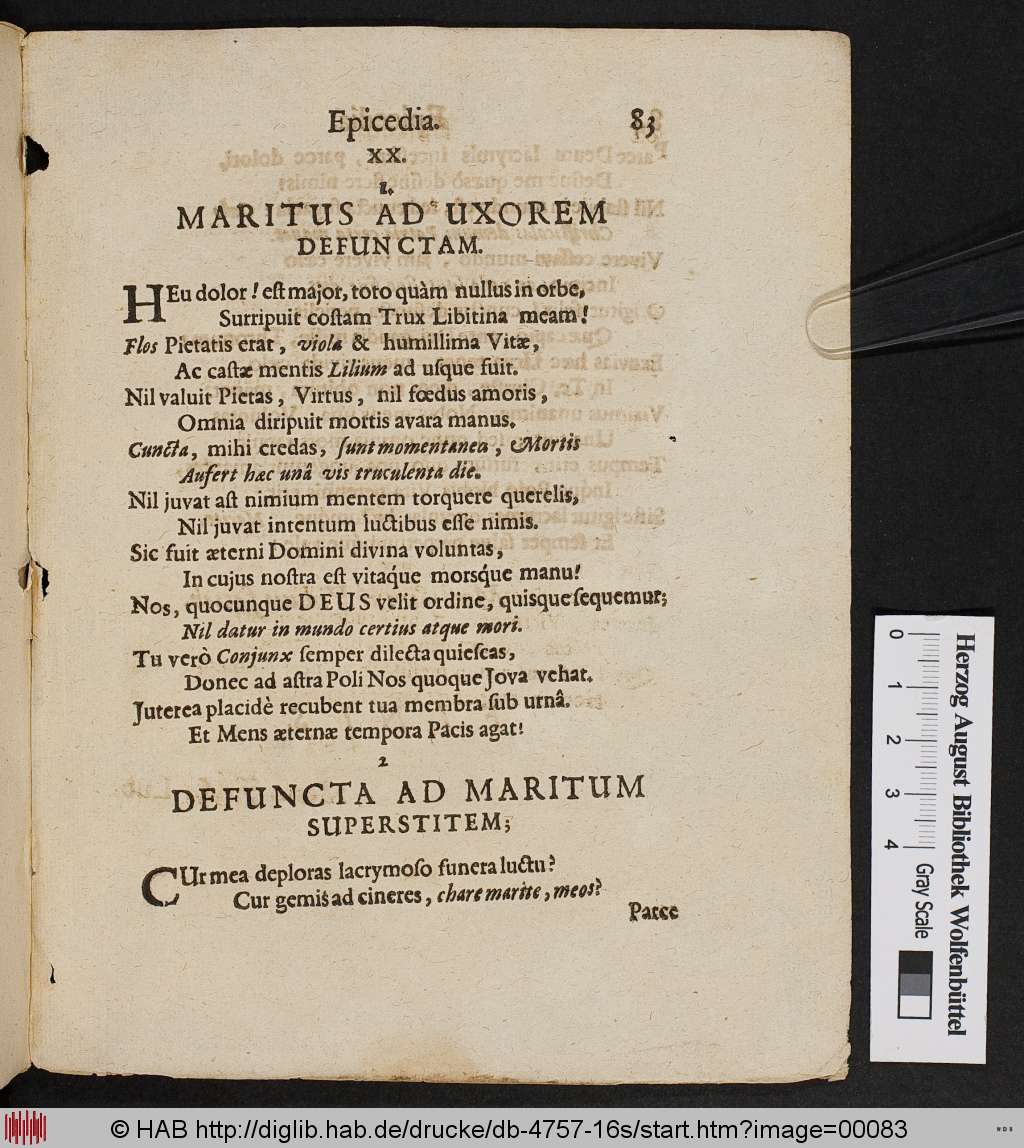 Epicedia. 83
XX.
1.
MARITUS AD UXOREM
DEFUNCTAM.
HEu dolor! eſt major, toto quàm nullus in orbe,
Surripuit coſtam Trux Libitina meam!
Flos Pietatis erat, viola & humillima Vitæ,
Ac caſtæ mentis Lilium ad uſque fuit.
Nil valuit Pietas, Virtus, nil fœdus amoris,
Omnia diripuit mortis avara manus.
Cuncta, mihi credas, ſunt momentanea, & Mortis
Aufert hæc unâ vis truculenta die.
Nil juvat aſt nimium mentem torquere querelis,
Nil juvat intentum luctibus eſſe nimis.
Sic fuit æterni Domini divina voluntas,
In cujus noſtra eſt vitaq́ue morsq́ue manu!
Nos, quocunque DEUS velit ordine, quisque ſequemur;
Nil datur in mundo certius atque mori.
Tu verò Conjunx ſemper dilecta quieſcas,
Donec ad aſtra Poli Nos quoque Jova vehat.
Juterea placidè recubent tua membra ſub urnâ.
Et Mens æternæ tempora Pacis agat!
2
DEFUNCTA AD MARITUM
SUPERSTITEM;
CUr mea deploras lacrymoſo funera luctu?
Cur gemis ad cineres, chare marite, meos?
Parce
Herzog August Bibliothek Wolfenbüttel
0 1 2 3 4 Gray Scale
© HAB http://diglib.hab.de/drucke/db-4757-16s/start.htm?image=00083